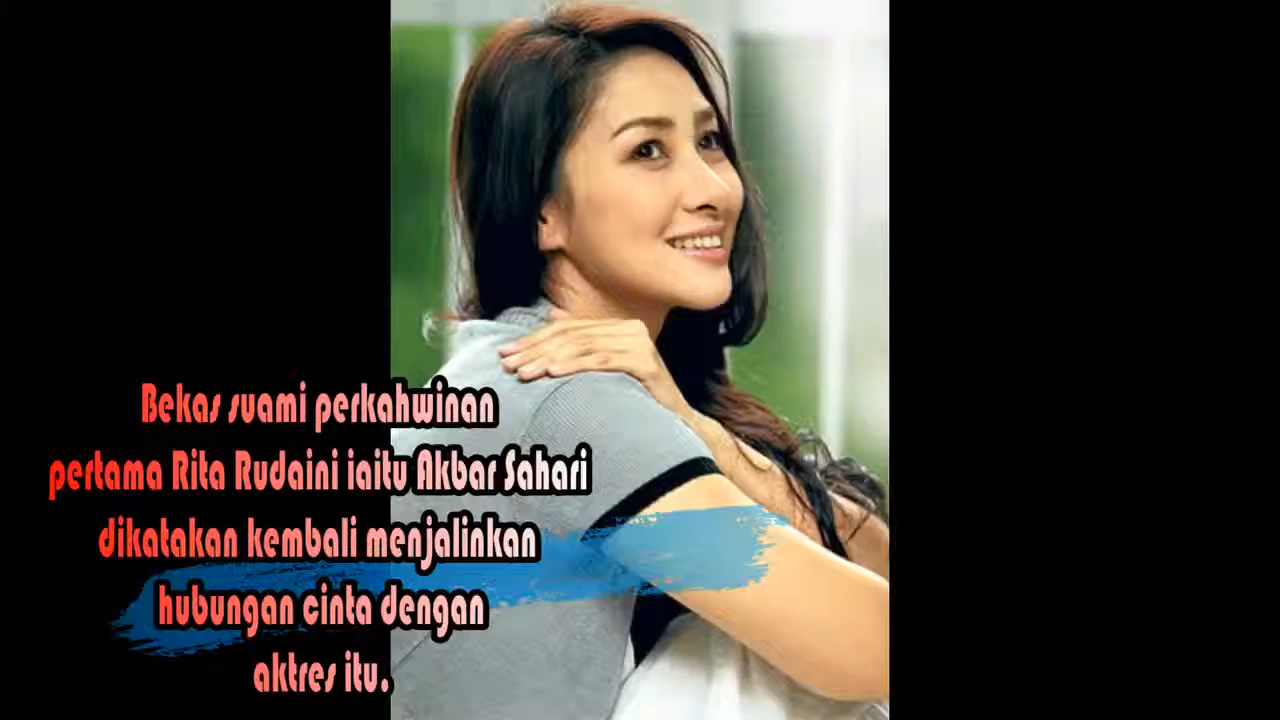 Bekas suami perkahwinan
pertama Rita Rudaini iaitu Akbar Sahari
dikatakan kembali menjalinkan
hubungan cinta dengan
aktres itu.